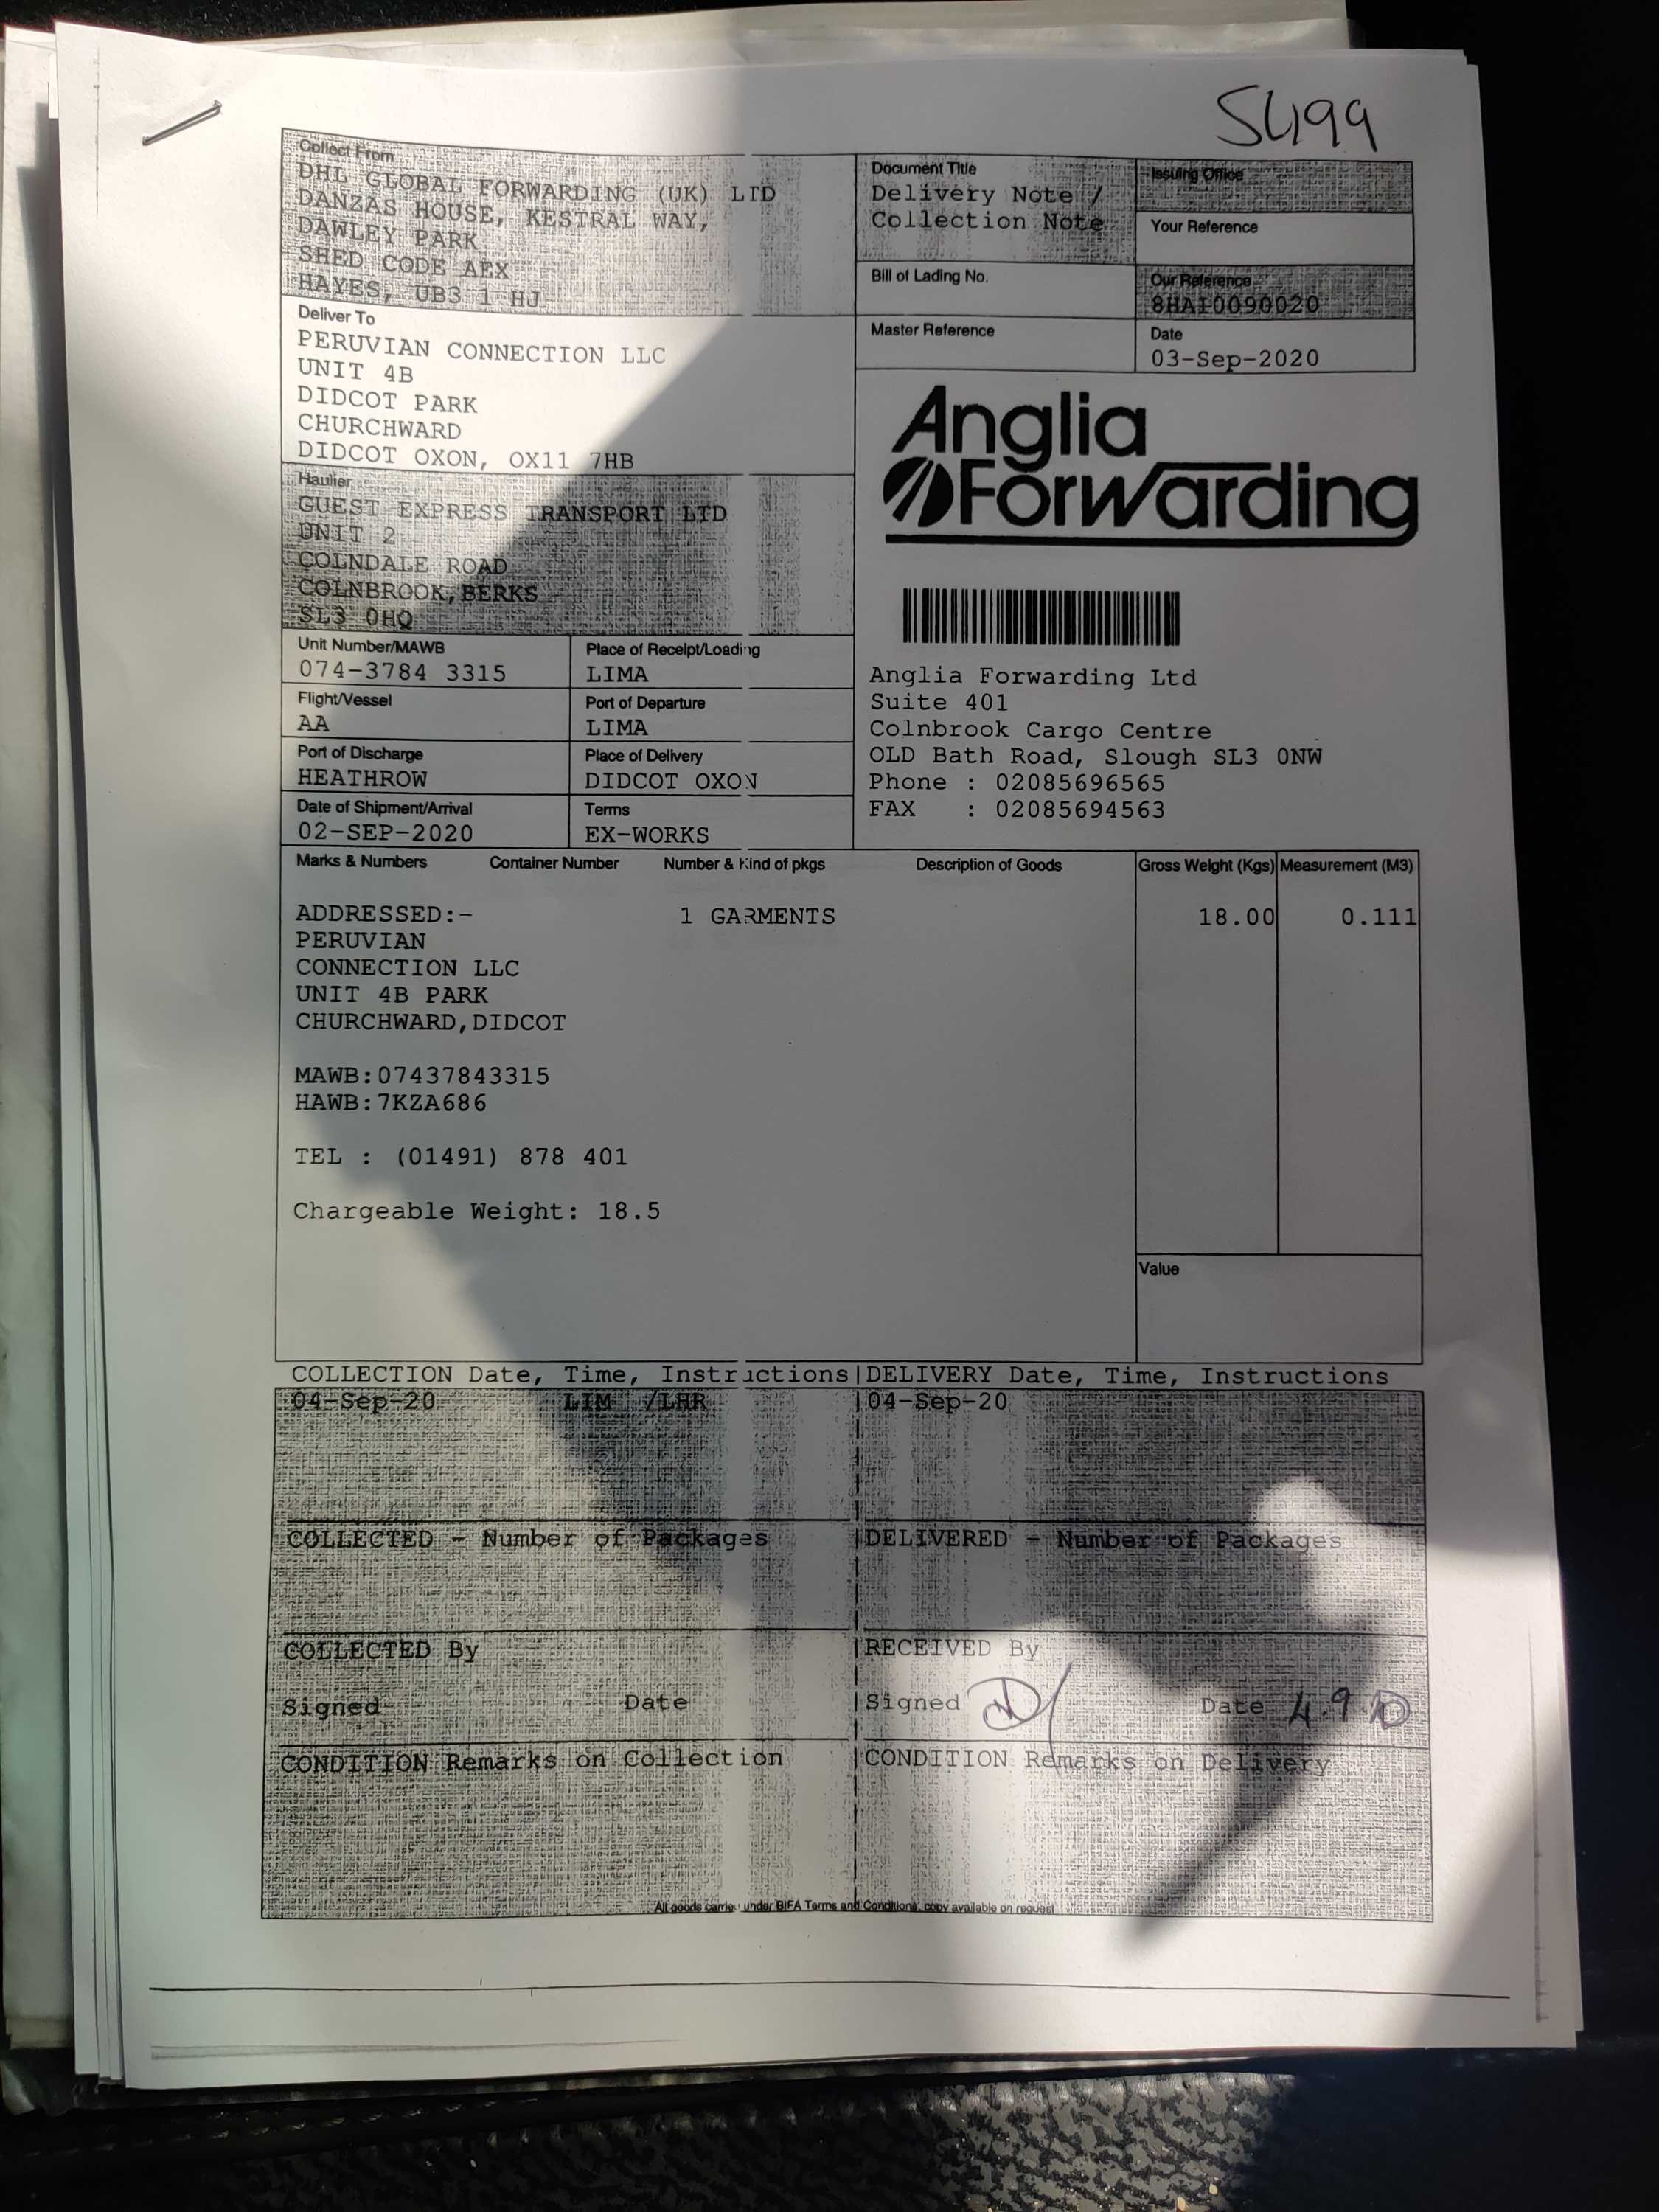 S4199
Collect From
DHL GLOBAL FORWARDING (UK) LTD
DANZAS HOUSE, KESTRAL WAY,
DAWLEY PARK
SHED CODE AEX
HAYES, UB3 1 HJ
Document Title
Delivery Note /
Collection Note
Issuing Office
Your Reference
Bill of Lading No.
Our Reference
8HAI0090020
Master Reference
Date
03-Sep-2020
Deliver To
PERUVIAN CONNECTION LLC
UNIT 4B
DIDCOT PARK
CHURCHWARD
DIDCOT OXON, OX11 7HB
Anglia
Forwarding
Haulier
GUEST EXPRESS TRANSPORT LTD
UNIT 2
COLNDALE ROAD
COLNBROOK, BERKS
SL3 0HQ
Unit Number/MAWB
074-3784 3315
Place of Receipt/Loading
LIMA
Flight/Vessel
AA
Port of Departure
LIMA
Port of Discharge
HEATHROW
Place of Delivery
DIDCOT OXON
Date of Shipment/Arrival
02-SEP-2020
Terms
EX-WORKS
Anglia Forwarding Ltd
Suite 401
Colnbrook Cargo Centre
OLD Bath Road, Slough SL3 0NW
Phone : 02085696565
FAX : 02085694563
Marks & Numbers Container Number Number & Kind of pkgs Description of Goods Gross Weight (Kgs) Measurement (M3)
ADDRESSED:- 1 GARMENTS 18.00 0.111
PERUVIAN
CONNECTION LLC
UNIT 4B PARK
CHURCHWARD,DIDCOT
MAWB:07437843315
HAWB:7KZA686
TEL : (01491) 878 401
Chargeable Weight: 18.5
Value
COLLECTION Date, Time, Instructions|DELIVERY Date, Time, Instructions
04-Sep-20 LIM /LHR |04-Sep-20
COLLECTED - Number of Packages |DELIVERED - Number of Packages
COLLECTED By |RECEIVED By
Signed Date |Signed Date 4.9.20
CONDITION Remarks on Collection |CONDITION Remarks on Delivery
All goods carried under BIFA Terms and Conditions, copy available on request